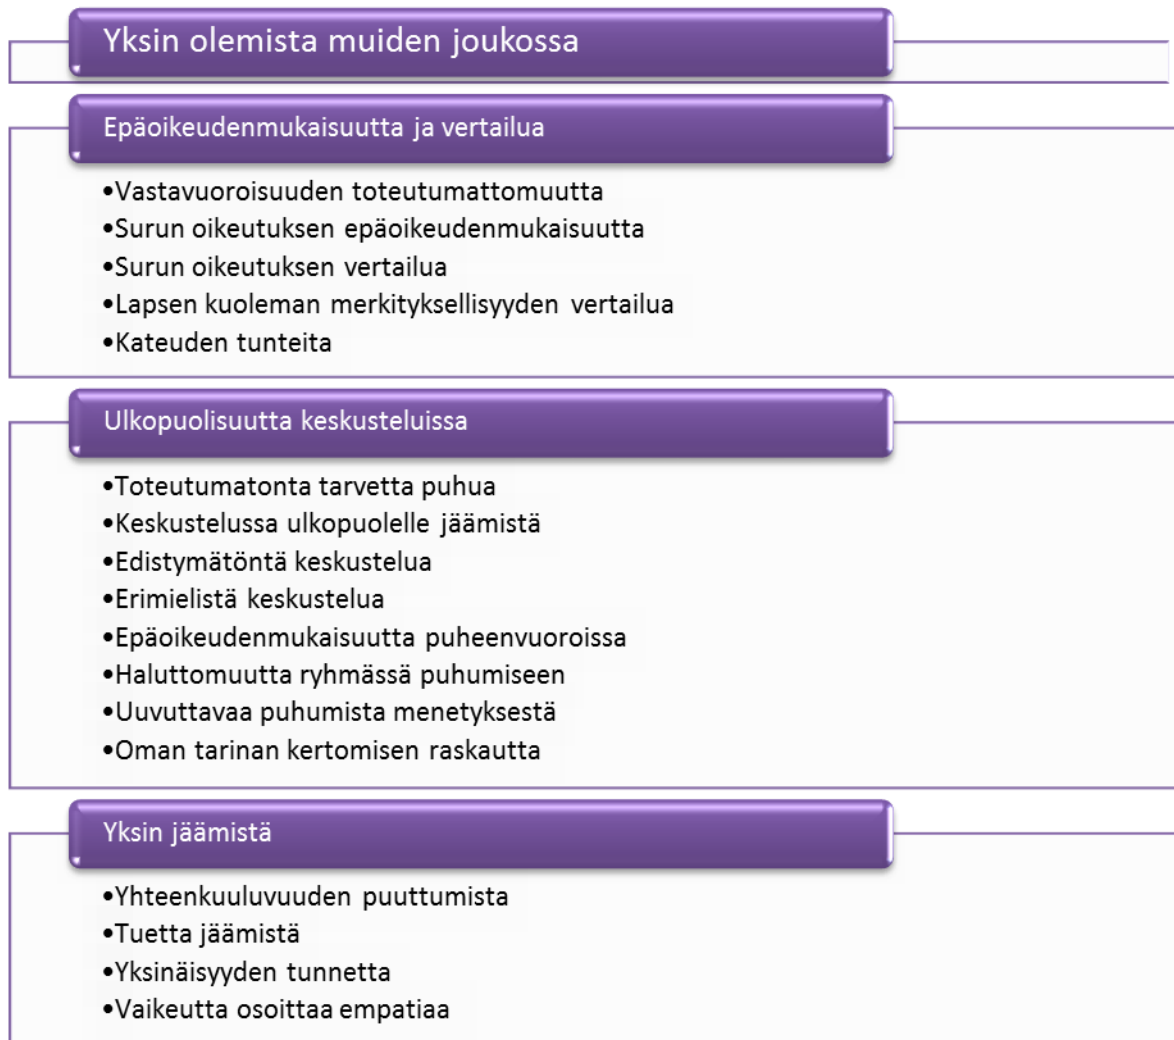 Yksin olemista muiden joukossa
Epäoikeudenmukaisuutta ja vertailua
•Vastavuoroisuuden toteutumattomuutta
•Surun oikeutuksen epäoikeudenmukaisuutta
•Surun oikeutuksen vertailua
•Lapsen kuoleman merkityksellisyyden vertailua
•Kateuden tunteita
Ulkopuolisuutta keskusteluissa
•Toteutumatonta tarvetta puhua
•Keskustelussa ulkopuolelle jäämistä
•Edistymätöntä keskustelua
•Erimielistä keskustelua
•Epäoikeudenmukaisuutta puheenvuoroissa
•Haluttomuutta ryhmässä puhumiseen
•Uuvuttavaa puhumista menetyksestä
•Oman tarinan kertomisen raskautta
Yksin jäämistä
•Yhteenkuuluvuuden puuttumista
•Tuetta jäämistä
•Yksinäisyyden tunnetta
•Vaikeutta osoittaa empatiaa